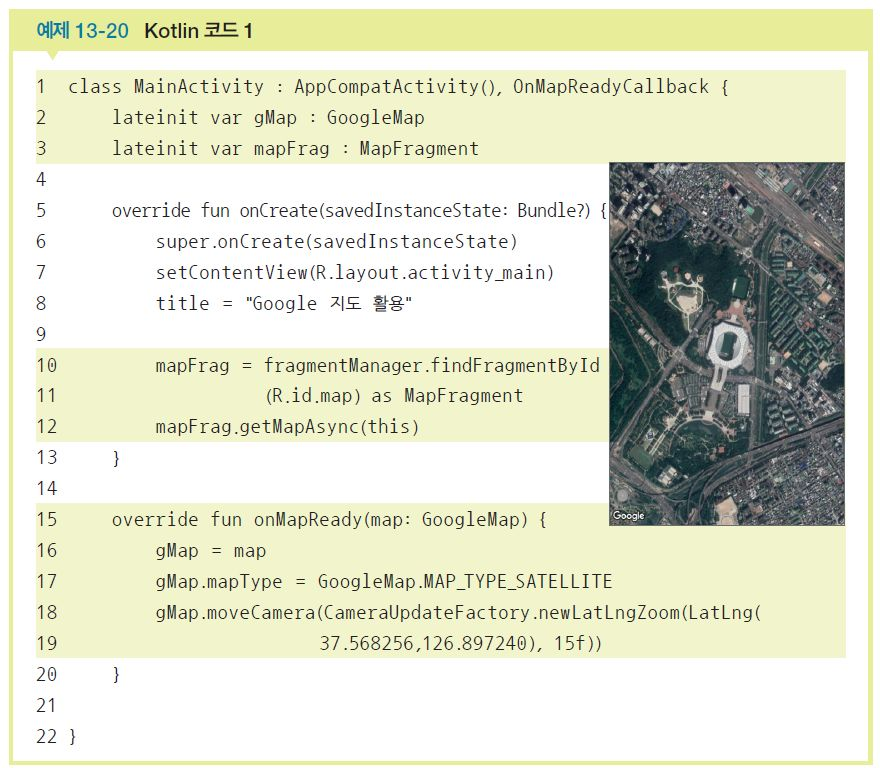 예제 13-20 Kotlin 코드 1
1 class MainActivity : AppCompatActivity(), OnMapReadyCallback {
2     lateinit var gMap : GoogleMap
3     lateinit var mapFrag : MapFragment
4
5     override fun onCreate(savedInstanceState: Bundle?) {
6         super.onCreate(savedInstanceState)
7         setContentView(R.layout.activity_main)
8         title = "Google 지도 활용"
9
10         mapFrag = fragmentManager.findFragmentById
11                   (R.id.map) as MapFragment
12         mapFrag.getMapAsync(this)
13     }
14
15     override fun onMapReady(map: GoogleMap) {
16         gMap = map
17         gMap.mapType = GoogleMap.MAP_TYPE_SATELLITE
18         gMap.moveCamera(CameraUpdateFactory.newLatLngZoom(LatLng(
19                        37.568256,126.897240), 15f))
20     }
21
22 }
Google